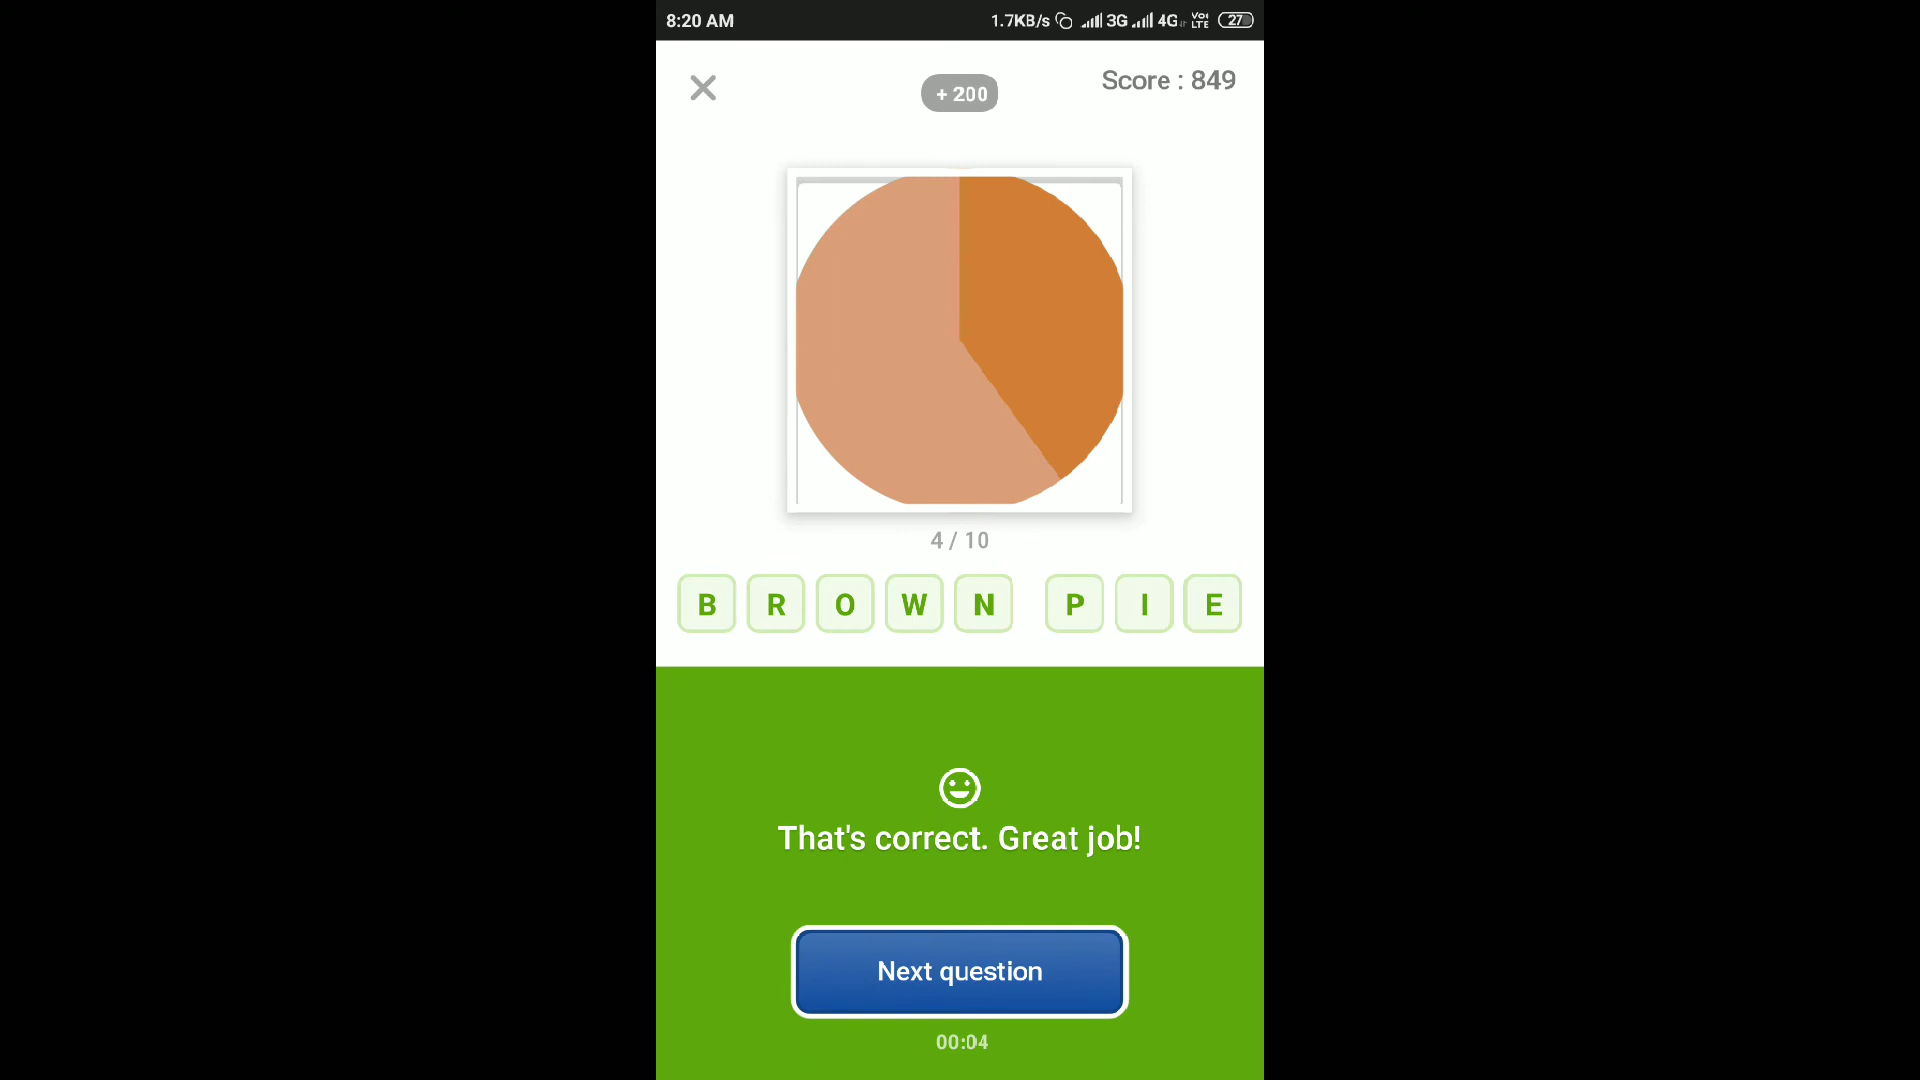 8:20 AM 1.7KB/s 3G 4G Vo LTE 27
+ 200
Score : 849
4 / 10
B R O W N P I E
That's correct. Great job!
Next question
00:04